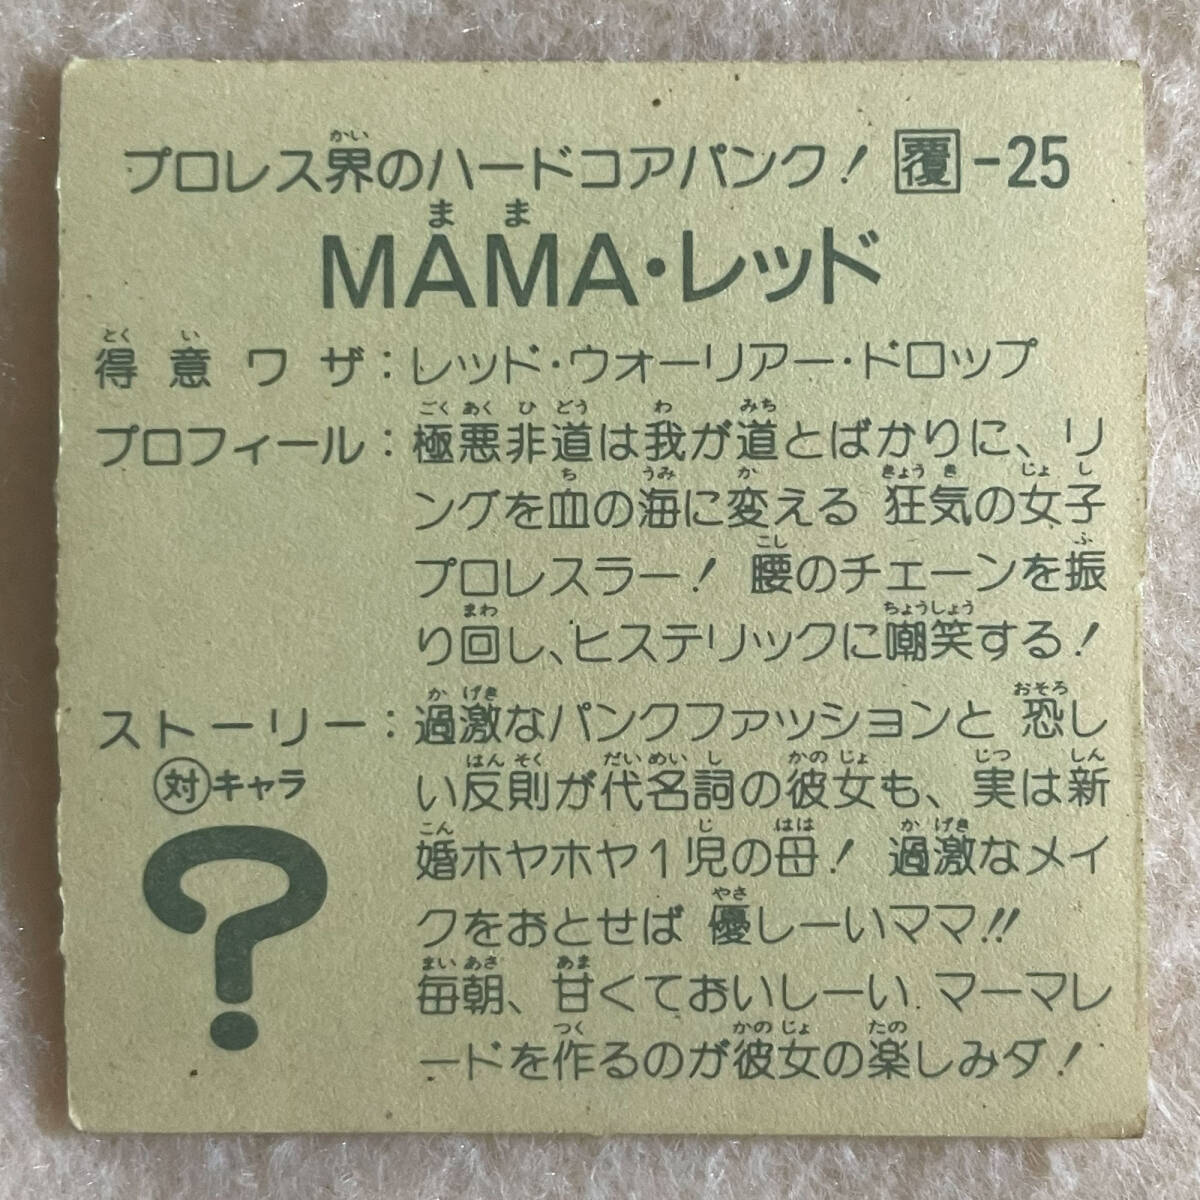 プロレス界のハードコアパンク! 覆-25
MAMA・レッド
得意ワザ:レッド・ウォーリアー・ドロップ
プロフィール:極悪非道は我が道とばかりに、リ
ングを血の海に変える 狂気の女子
プロレスラー! 腰のチェーンを振
り回し、ヒステリックに嘲笑する!
ストーリー:過激なパンクファッションと 恐し
い反則が代名詞の彼女も、実は新
婚ホヤホヤ1児の母! 過激なメイ
クをおとせば 優しーいママ!!
毎朝、甘くておいしーい マーマレ
ードを作るのが彼女の楽しみダ!
対キャラ
?